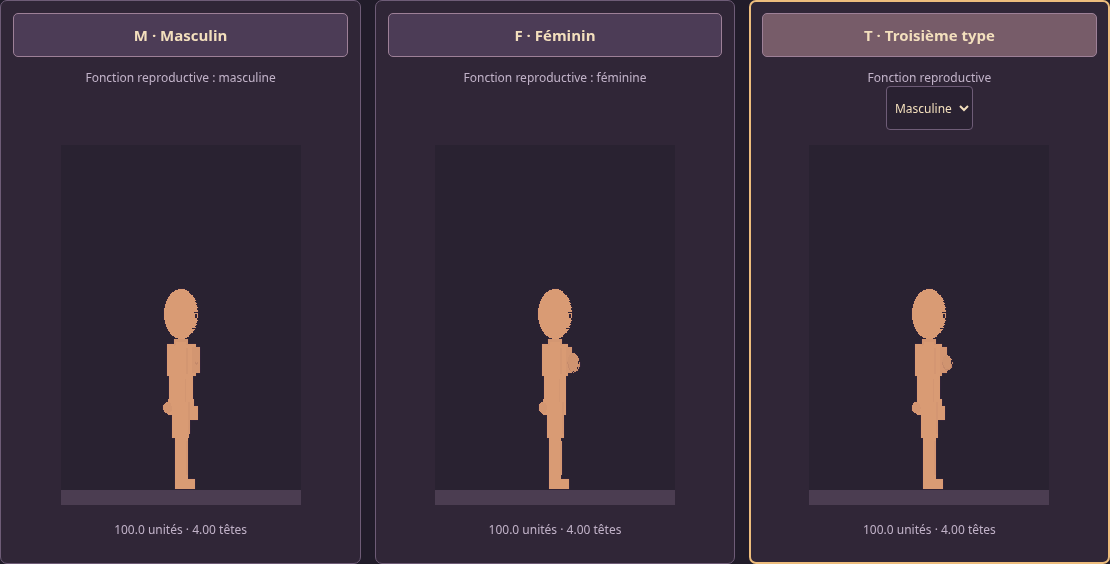 M · Masculin
Fonction reproductive : masculine
100.0 unités · 4.00 têtes
F · Féminin
Fonction reproductive : féminine
100.0 unités · 4.00 têtes
T · Troisième type
Fonction reproductive
Masculine
100.0 unités · 4.00 têtes